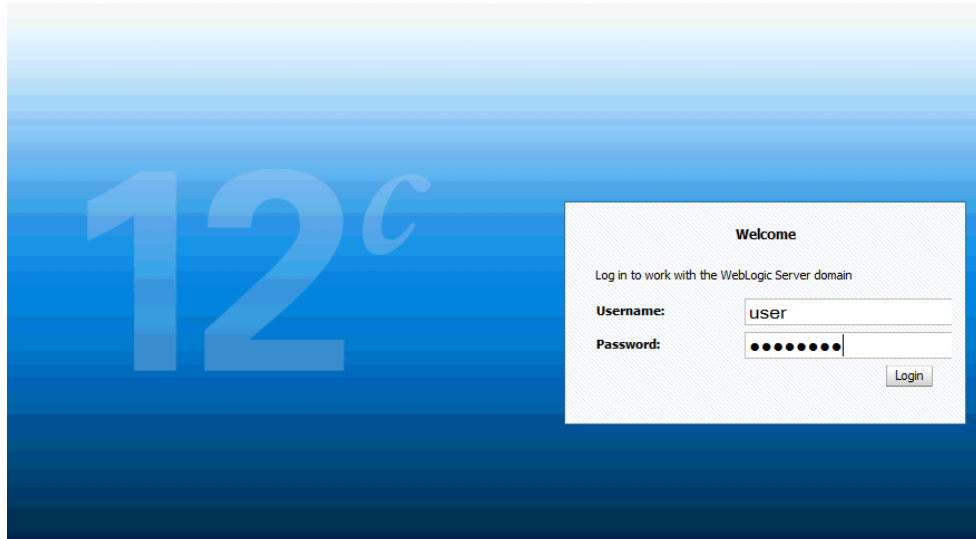 12c
Welcome
Log in to work with the WebLogic Server domain
Username: user
Password: ●●●●●●●●
Login